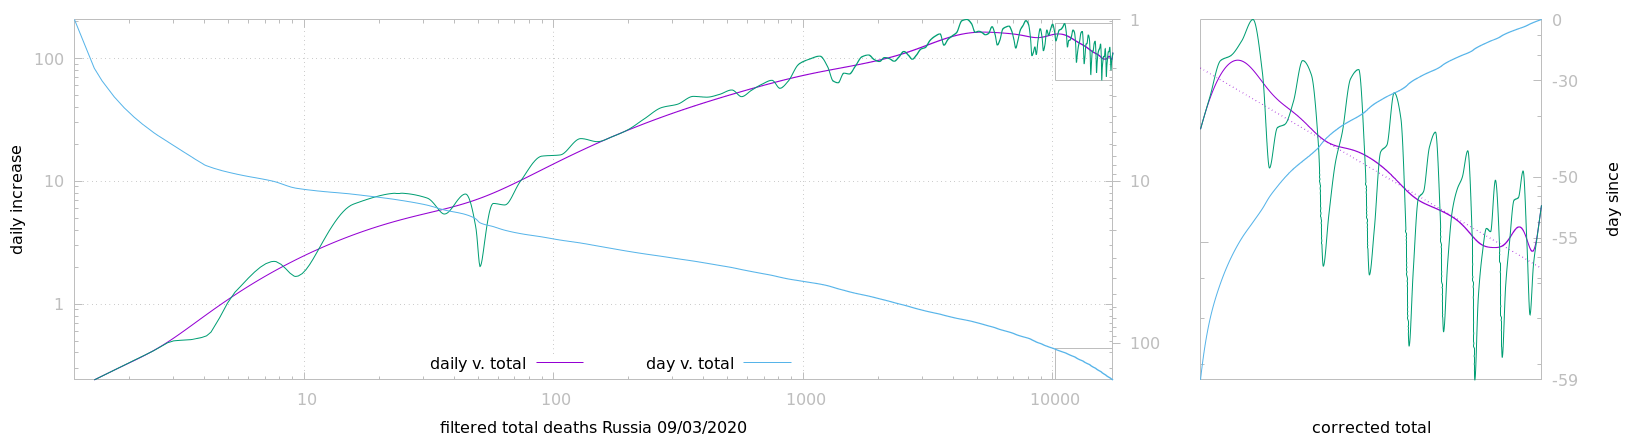 100
10
1
daily increase
10
100
1000
10000
filtered total deaths Russia 09/03/2020
daily v. total
day v. total
1
10
100
0
-30
-50
-55
-59
day since
corrected total